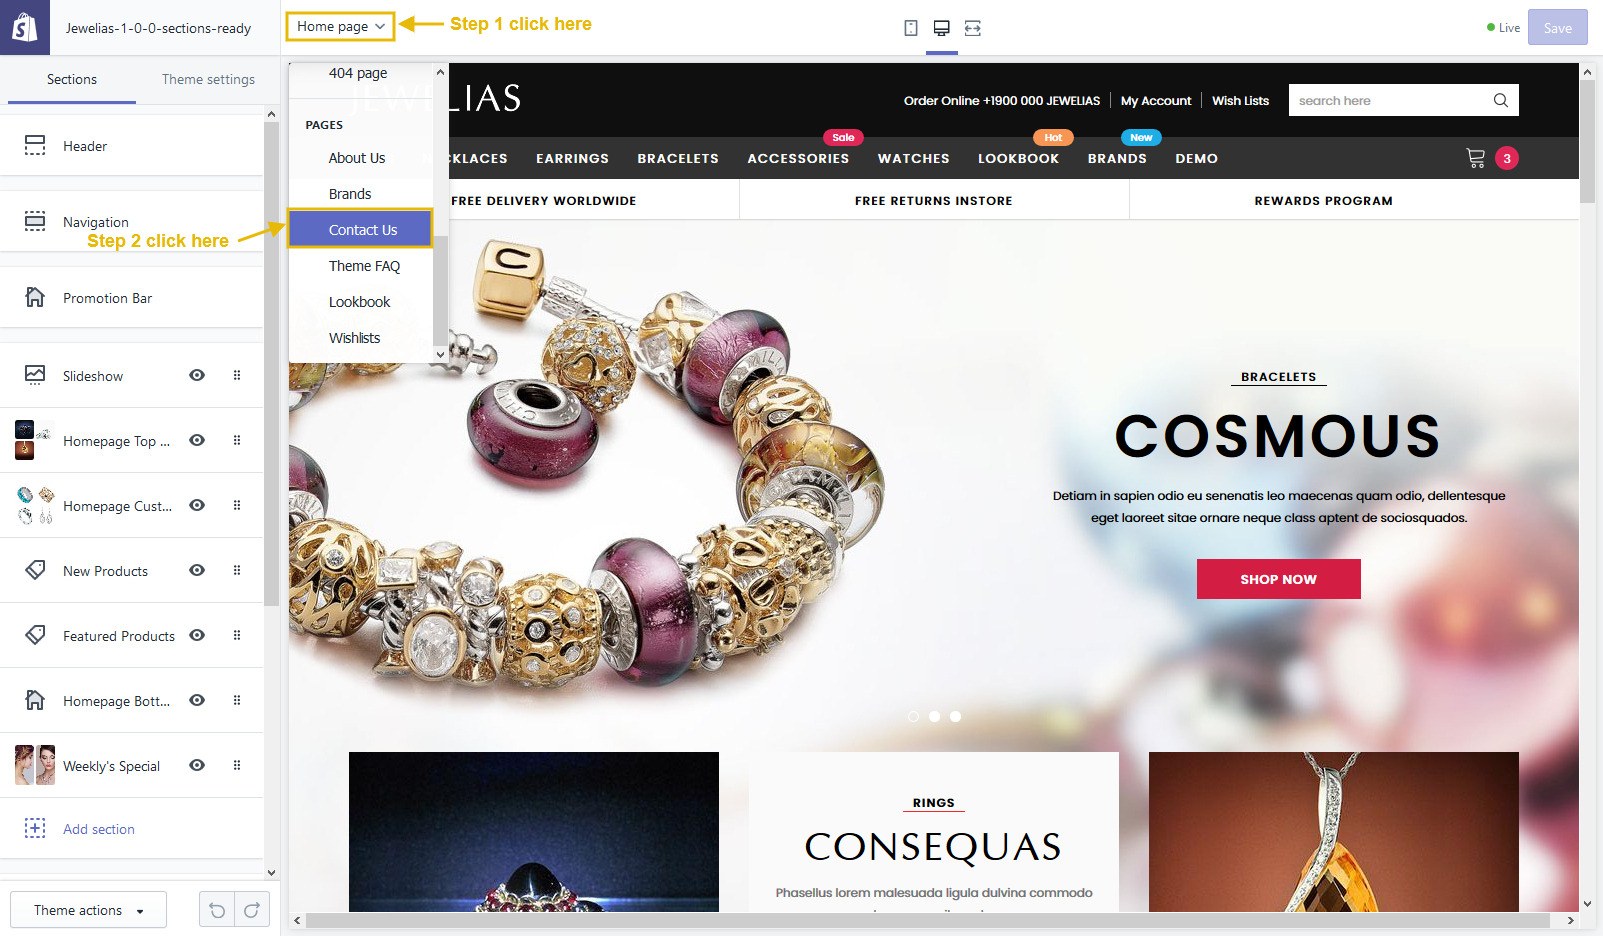 Jewelias-1-0-0-sections-ready
Home page
Step 1 click here
Live
Save
Sections
Theme settings
Header
Navigation
Step 2 click here
Promotion Bar
Slideshow
Homepage Top ...
Homepage Cust...
New Products
Featured Products
Homepage Bott...
Weekly's Special
Add section
Theme actions
404 page
PAGES
About Us
Brands
Contact Us
Theme FAQ
Lookbook
Wishlists
JEWELIAS
Order Online +1900 000 JEWELIAS
My Account
Wish Lists
search here
Sale
Hot
New
CKLACES
EARRINGS
BRACELETS
ACCESSORIES
WATCHES
LOOKBOOK
BRANDS
DEMO
3
FREE DELIVERY WORLDWIDE
FREE RETURNS INSTORE
REWARDS PROGRAM
BRACELETS
COSMOUS
Detiam in sapien odio eu senenatis leo maecenas quam odio, dellentesque
eget laoreet sitae ornare neque class aptent de sociosquados.
SHOP NOW
RINGS
CONSEQUAS
Phasellus lorem malesuada ligula dulvina commodo